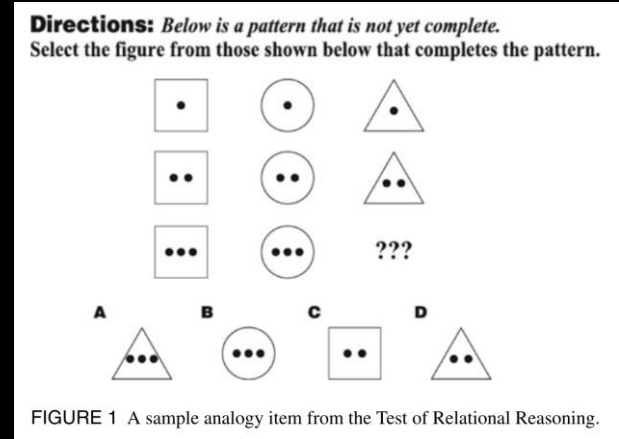 Directions: Below is a pattern that is not yet complete.
Select the figure from those shown below that completes the pattern.
???
A B C D
FIGURE 1 A sample analogy item from the Test of Relational Reasoning.